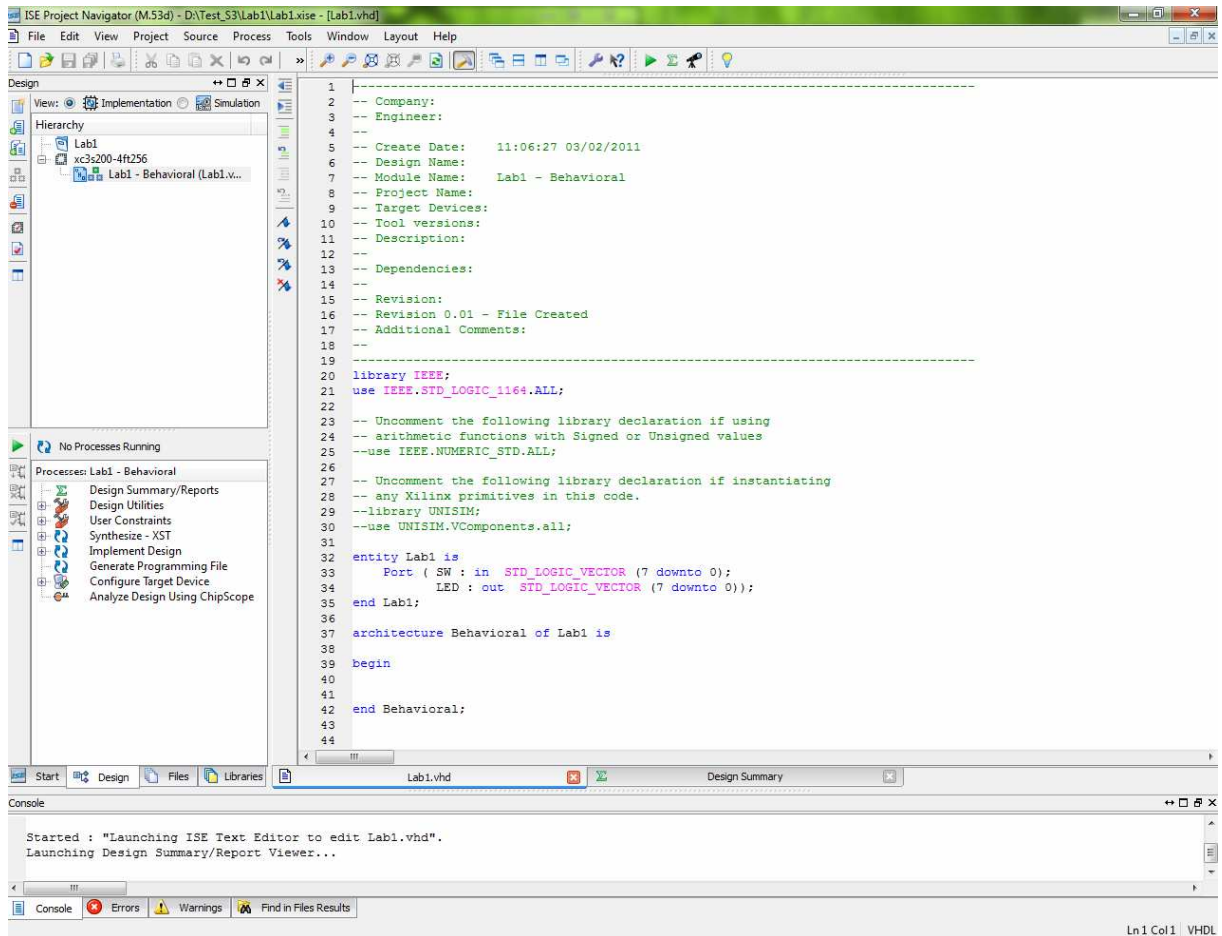 ISE Project Navigator (M.53d) - D:\Test_S3\Lab1\Lab1.xise - [Lab1.vhd]
File Edit View Project Source Process Tools Window Layout Help
Design
View: Implementation Simulation
Hierarchy
Lab1
xc3s200-4ft256
Lab1 - Behavioral (Lab1.v...
No Processes Running
Processes: Lab1 - Behavioral
Design Summary/Reports
Design Utilities
User Constraints
Synthesize - XST
Implement Design
Generate Programming File
Configure Target Device
Analyze Design Using ChipScope
Start Design Files Libraries
1 ----------------------------------------------------------------------------------
2 -- Company:
3 -- Engineer:
4 --
5 -- Create Date:    11:06:27 03/02/2011
6 -- Design Name:
7 -- Module Name:    Lab1 - Behavioral
8 -- Project Name:
9 -- Target Devices:
10 -- Tool versions:
11 -- Description:
12 --
13 -- Dependencies:
14 --
15 -- Revision:
16 -- Revision 0.01 - File Created
17 -- Additional Comments:
18 --
19 ----------------------------------------------------------------------------------
20 library IEEE;
21 use IEEE.STD_LOGIC_1164.ALL;
22
23 -- Uncomment the following library declaration if using
24 -- arithmetic functions with Signed or Unsigned values
25 --use IEEE.NUMERIC_STD.ALL;
26
27 -- Uncomment the following library declaration if instantiating
28 -- any Xilinx primitives in this code.
29 --library UNISIM;
30 --use UNISIM.VComponents.all;
31
32 entity Lab1 is
33     Port ( SW : in  STD_LOGIC_VECTOR (7 downto 0);
34            LED : out  STD_LOGIC_VECTOR (7 downto 0));
35 end Lab1;
36
37 architecture Behavioral of Lab1 is
38
39 begin
40
41
42 end Behavioral;
43
44
Lab1.vhd Design Summary
Console
Started : "Launching ISE Text Editor to edit Lab1.vhd".
Launching Design Summary/Report Viewer...
Console Errors Warnings Find in Files Results
Ln 1 Col 1 VHDL